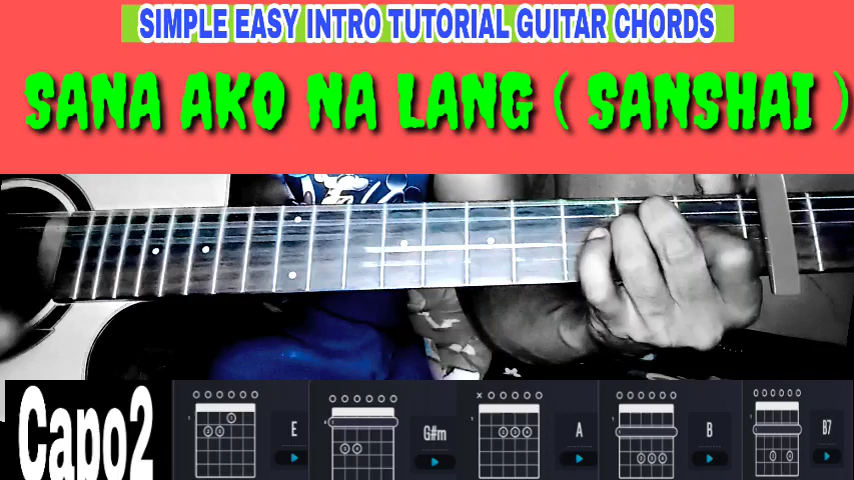 SIMPLE EASY INTRO TUTORIAL GUITAR CHORDS
SANA AKO NA LANG ( SANSHAI )
Capo2
E
G#m
A
B
B7